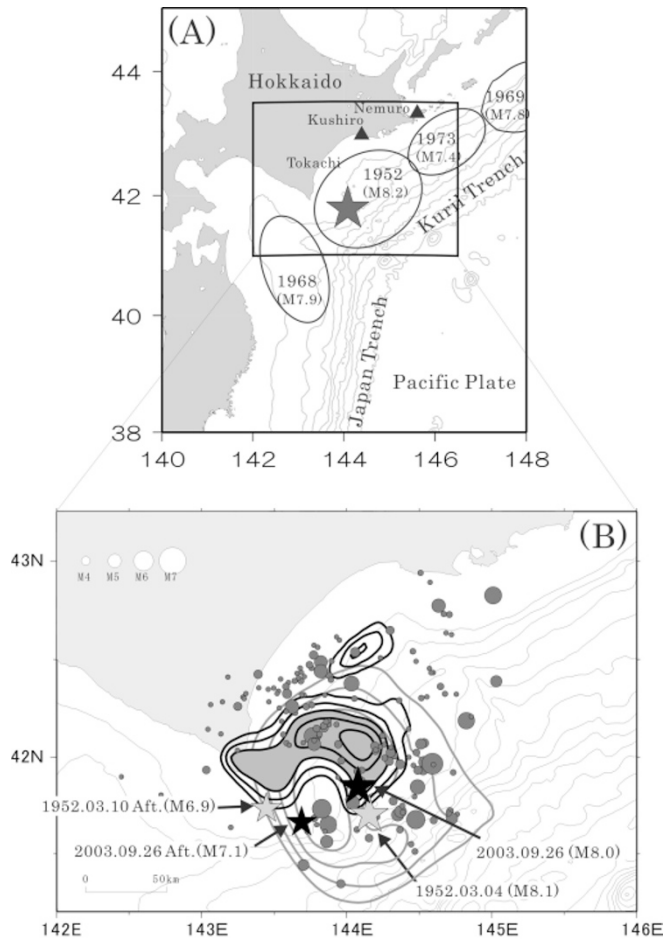 (A)
44
42
40
38
140
142
144
146
148
Hokkaido
Nemuro
Kushiro
Tokachi
1969
(M7.8)
1973
(M7.4)
1952
(M8.2)
1968
(M7.9)
Kuril Trench
Japan Trench
Pacific Plate
(B)
43N
42N
M4 M5 M6 M7
1952.03.10 Aft.(M6.9)
2003.09.26 Aft.(M7.1)
2003.09.26 (M8.0)
1952.03.04 (M8.1)
0 50km
142E 143E 144E 145E 146E